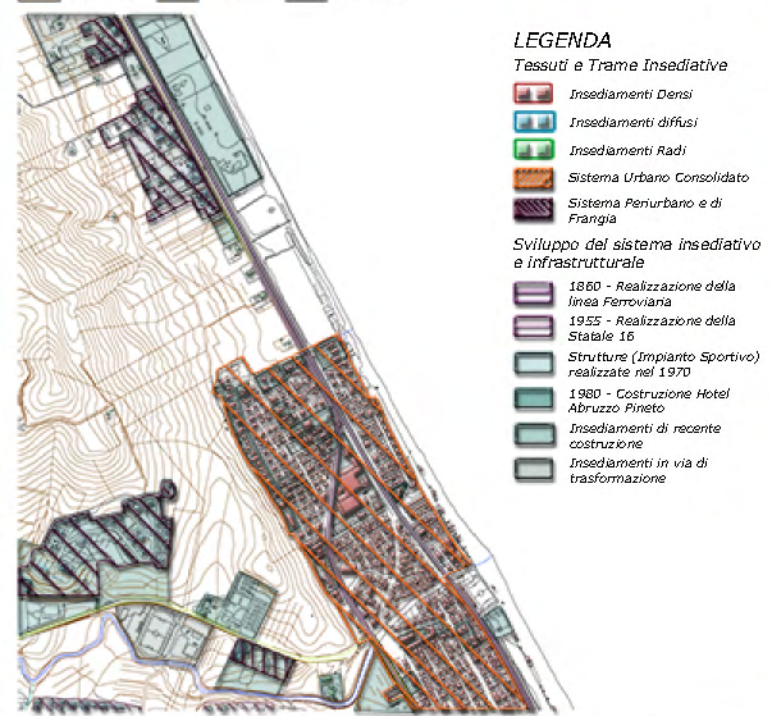 LEGENDA
Tessuti e Trame Insediative
Insediamenti Densi
Insediamenti diffusi
Insediamenti Radi
Sistema Urbano Consolidato
Sistema Periurbano e di
Frangia
Sviluppo del sistema insediativo
e infrastrutturale
1860 - Realizzazione della
linea Ferroviaria
1955 - Realizzazione della
Statale 16
Strutture (Impianto Sportivo)
realizzate nel 1970
1980 - Costruzione Hotel
Abruzzo Pineto
Insediamenti di recente
costruzione
Insediamenti in via di
trasformazione